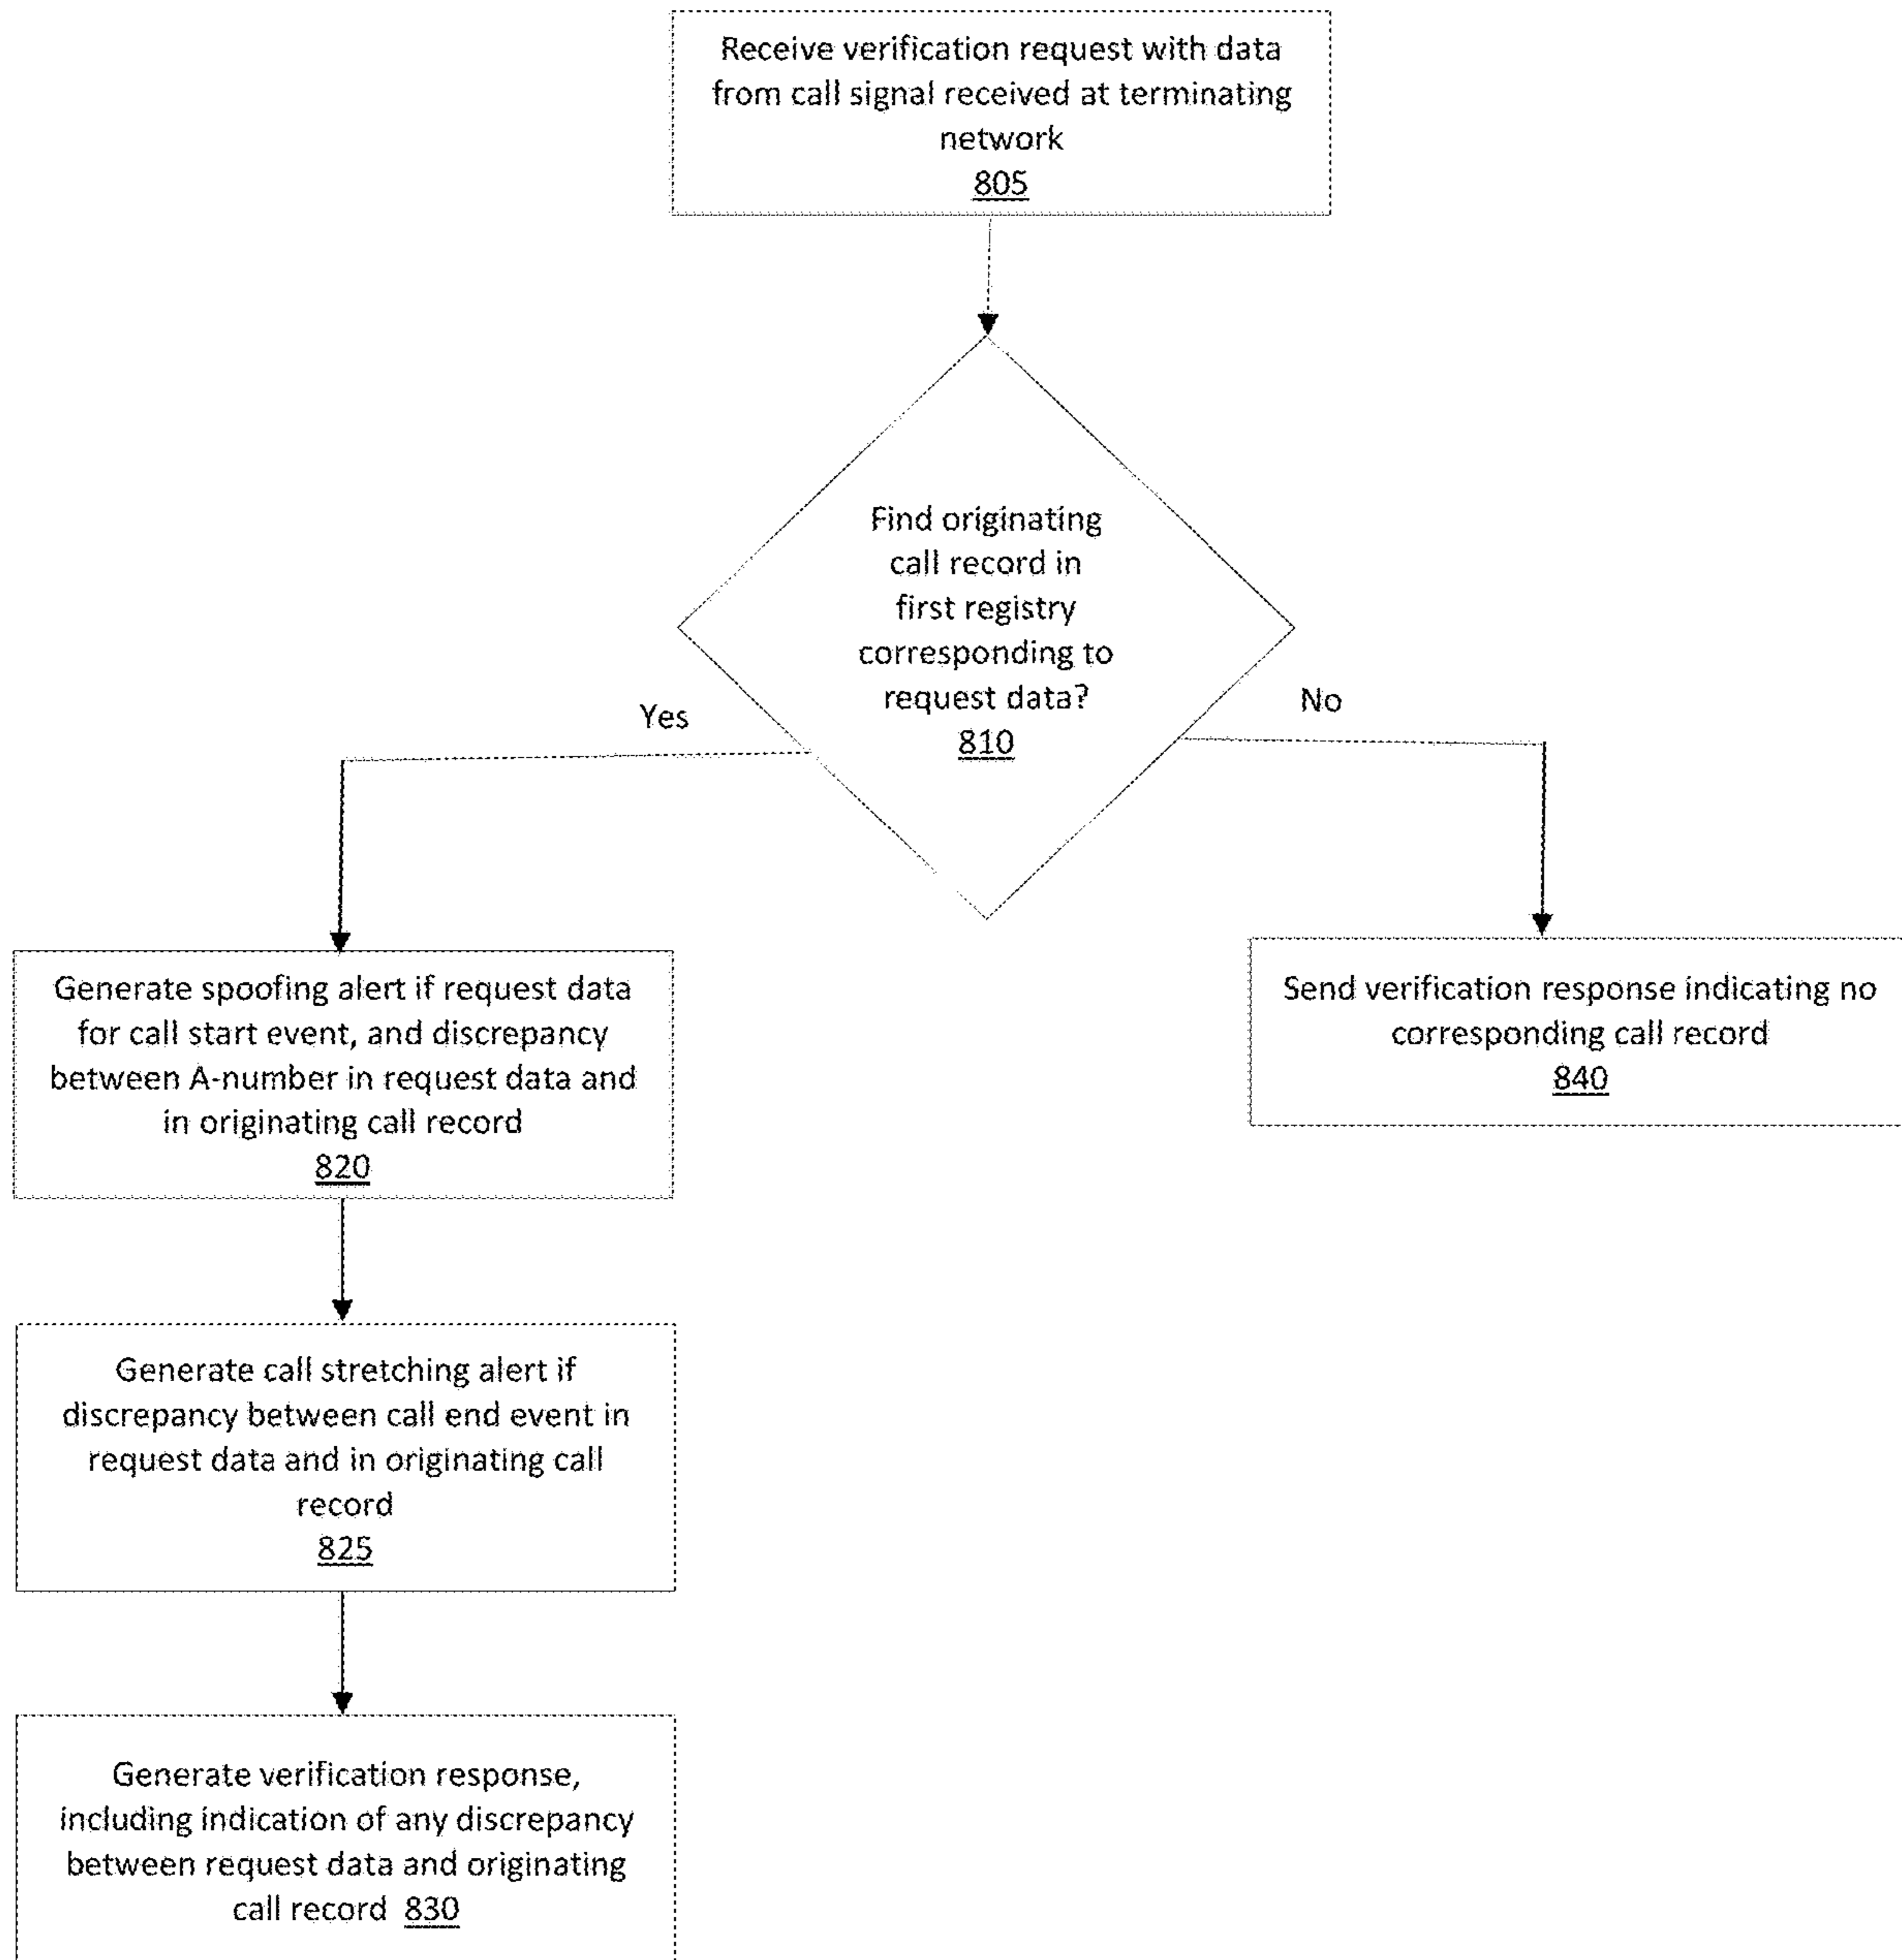 Receive verification request with data
from call signal received at terminating
network
805
Find originating
call record in
first registry
corresponding to
request data?
810
Yes
No
Generate spoofing alert if request data
for call start event, and discrepancy
between A-number in request data and
in originating call record
820
Send verification response indicating no
corresponding call record
840
Generate call stretching alert if
discrepancy between call end event in
request data and in originating call
record
825
Generate verification response,
including indication of any discrepancy
between request data and originating
call record 830